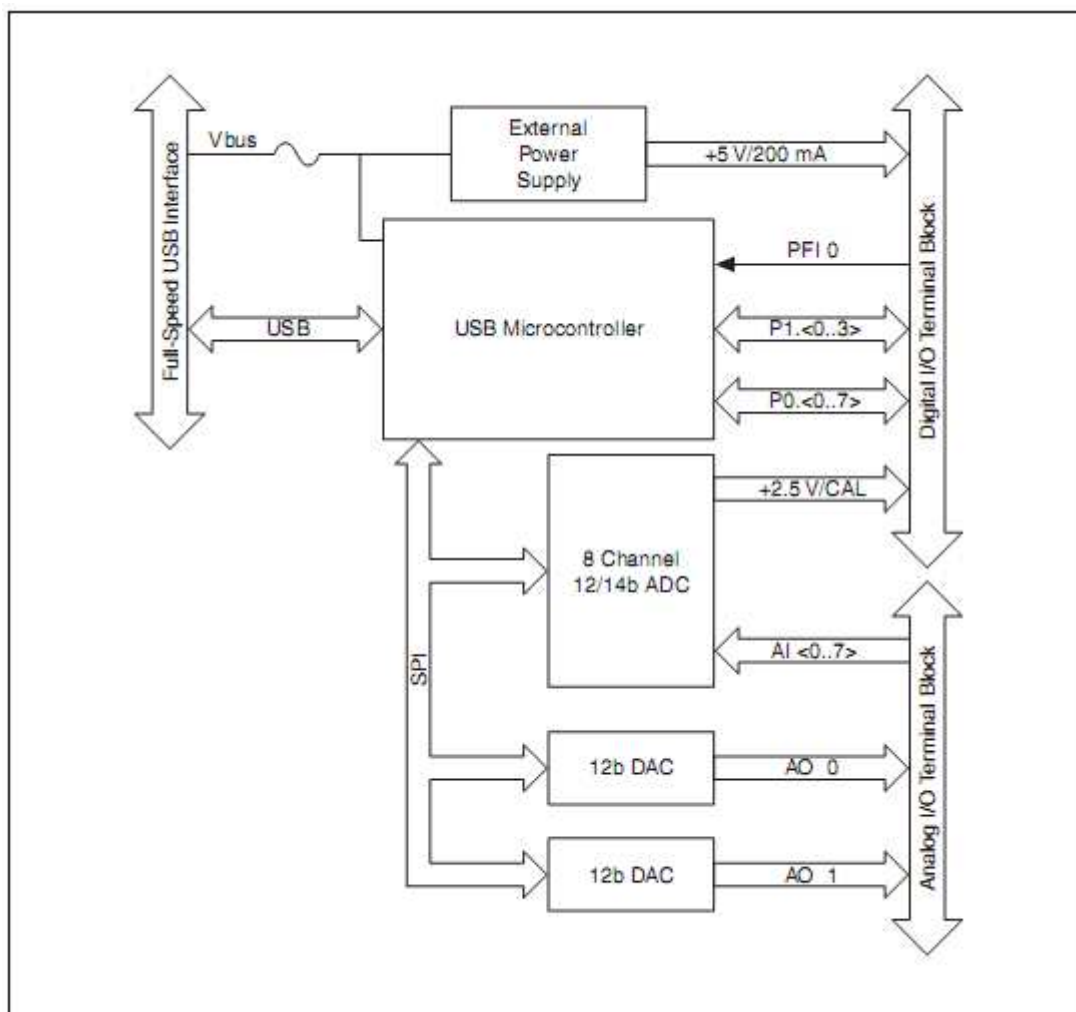 Full-Speed USB Interface
Vbus
External
Power
Supply
+5 V/200 mA
Digital I/O Terminal Block
PFI 0
USB
USB Microcontroller
P1.<0..3>
P0.<0..7>
+2.5 V/CAL
8 Channel
12/14b ADC
SPI
AI <0..7>
Analog I/O Terminal Block
12b DAC
AO 0
12b DAC
AO 1